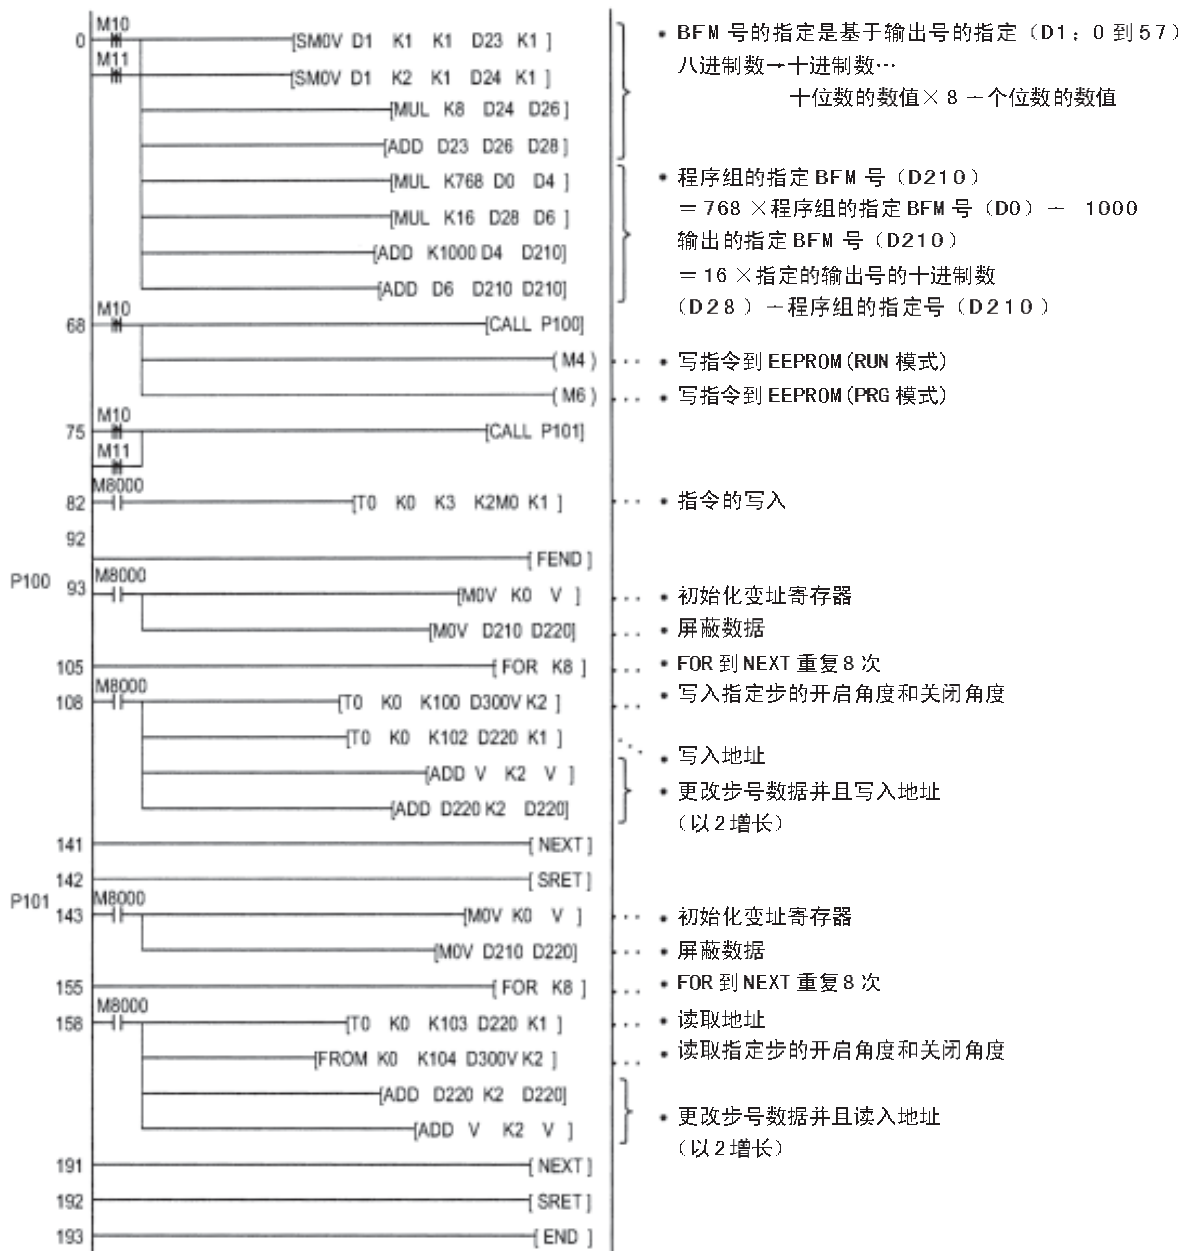 M10
0 [SM0V D1 K1 K1 D23 K1] • BFM 号的指定是基于输出号的指定（D1：0 到 57）
M11
[SM0V D1 K2 K1 D24 K1] 八进制数→十进制数…
[MUL K8 D24 D26] 十位数的数值×8－个位数的数值
[ADD D23 D26 D28]
[MUL K768 D0 D4] • 程序组的指定 BFM 号（D210）
[MUL K16 D28 D6] ＝768 ×程序组的指定 BFM 号（D0）－ 1000
输出的指定 BFM 号（D210）
[ADD K1000 D4 D210] ＝16 ×指定的输出号的十进制数
[ADD D6 D210 D210] （D28）－程序组的指定号（D210）
M10
68 [CALL P100]
(M4) ... • 写指令到 EEPROM(RUN 模式)
(M6) ... • 写指令到 EEPROM(PRG 模式)
M10
75 [CALL P101]
M11
M8000
82 [T0 K0 K3 K2M0 K1] ... • 指令的写入
92
[FEND]
P100 93 M8000
[M0V K0 V] ... • 初始化变址寄存器
[M0V D210 D220] ... • 屏蔽数据
105 [FOR K8] ... • FOR 到 NEXT 重复 8 次
M8000
108 [T0 K0 K100 D300V K2] ... • 写入指定步的开启角度和关闭角度
[T0 K0 K102 D220 K1] ... • 写入地址
[ADD V K2 V] • 更改步号数据并且写入地址
[ADD D220 K2 D220] （以 2 增长）
141 [NEXT]
142 [SRET]
P101 M8000
143 [M0V K0 V] ... • 初始化变址寄存器
[M0V D210 D220] ... • 屏蔽数据
155 [FOR K8] ... • FOR 到 NEXT 重复 8 次
M8000
158 [T0 K0 K103 D220 K1] ... • 读取地址
[FROM K0 K104 D300V K2] ... • 读取指定步的开启角度和关闭角度
[ADD D220 K2 D220] • 更改步号数据并且读入地址
[ADD V K2 V] （以 2 增长）
191 [NEXT]
192 [SRET]
193 [END]